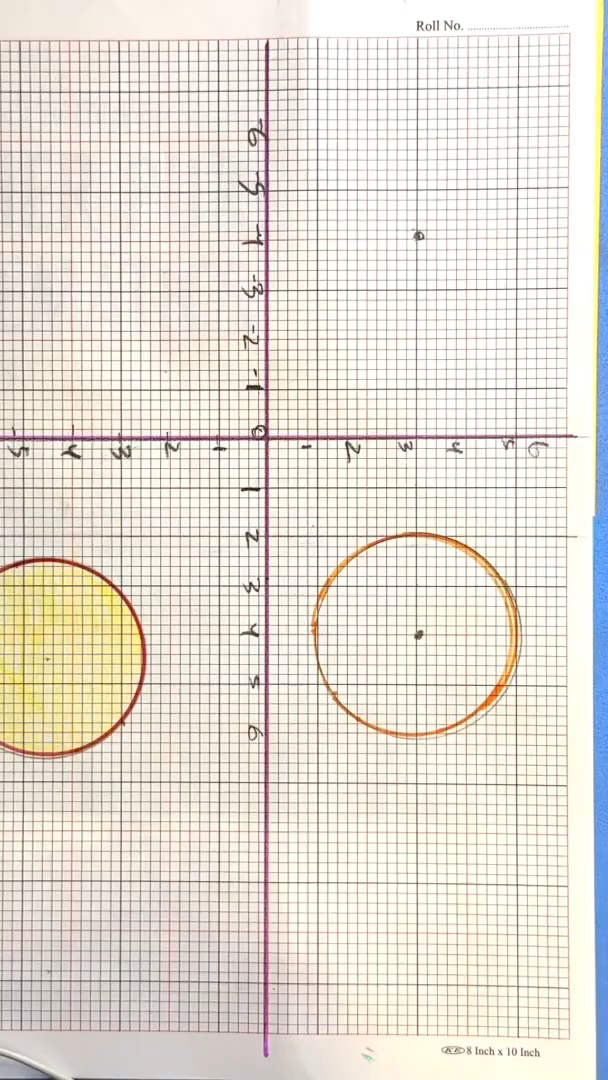 Roll No. ........................
-6 -5 -4 -3 -2 -1 0 1 2 3 4 5 6
-5 -4 -3 -2 -1 1 2 3 4 5 6
8 Inch x 10 Inch